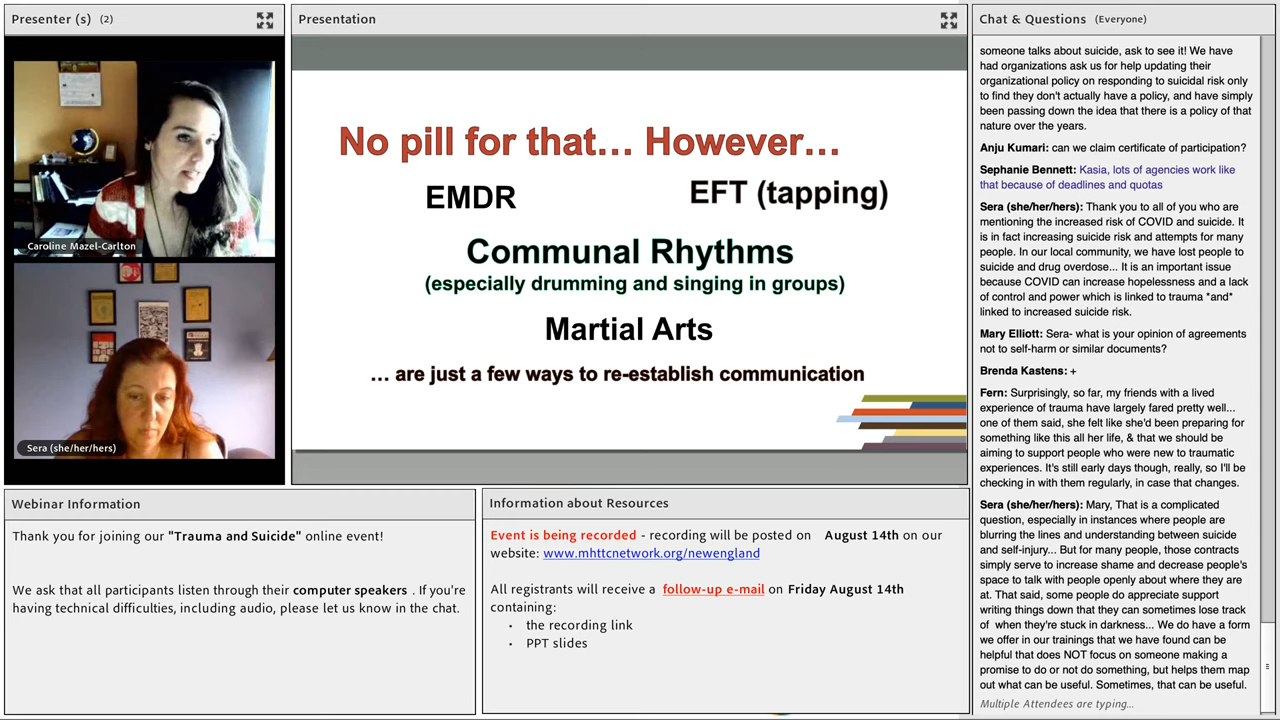 Presenter (s) (2)
Caroline Mazel-Carlton
Sera (she/her/hers)
Presentation
No pill for that... However...
EMDR
EFT (tapping)
Communal Rhythms
(especially drumming and singing in groups)
Martial Arts
... are just a few ways to re-establish communication
Webinar Information
Thank you for joining our "Trauma and Suicide" online event!
We ask that all participants listen through their computer speakers . If you're
having technical difficulties, including audio, please let us know in the chat.
Information about Resources
Event is being recorded - recording will be posted on August 14th on our
website: www.mhttcnetwork.org/newengland
All registrants will receive a follow-up e-mail on Friday August 14th
containing:
• the recording link
• PPT slides
Chat & Questions (Everyone)
someone talks about suicide, ask to see it! We have
had organizations ask us for help updating their
organizational policy on responding to suicidal risk only
to find they don't actually have a policy, and have simply
been passing down the idea that there is a policy of that
nature over the years.
Anju Kumari: can we claim certificate of participation?
Sephanie Bennett: Kasia, lots of agencies work like
that because of deadlines and quotas
Sera (she/her/hers): Thank you to all of you who are
mentioning the increased risk of COVID and suicide. It
is in fact increasing suicide risk and attempts for many
people. In our local community, we have lost people to
suicide and drug overdose... It is an important issue
because COVID can increase hopelessness and a lack
of control and power which is linked to trauma *and*
linked to increased suicide risk.
Mary Elliott: Sera- what is your opinion of agreements
not to self-harm or similar documents?
Brenda Kastens: +
Fern: Surprisingly, so far, my friends with a lived
experience of trauma have largely fared pretty well...
one of them said, she felt like she'd been preparing for
something like this all her life, & that we should be
aiming to support people who were new to traumatic
experiences. It's still early days though, really, so I'll be
checking in with them regularly, in case that changes.
Sera (she/her/hers): Mary, That is a complicated
question, especially in instances where people are
blurring the lines and understanding between suicide
and self-injury... But for many people, those contracts
simply serve to increase shame and decrease people's
space to talk with people openly about where they are
at. That said, some people do appreciate support
writing things down that they can sometimes lose track
of when they're stuck in darkness... We do have a form
we offer in our trainings that we have found can be
helpful that does NOT focus on someone making a
promise to do or not do something, but helps them map
out what can be useful. Sometimes, that can be useful.
Multiple Attendees are typing...